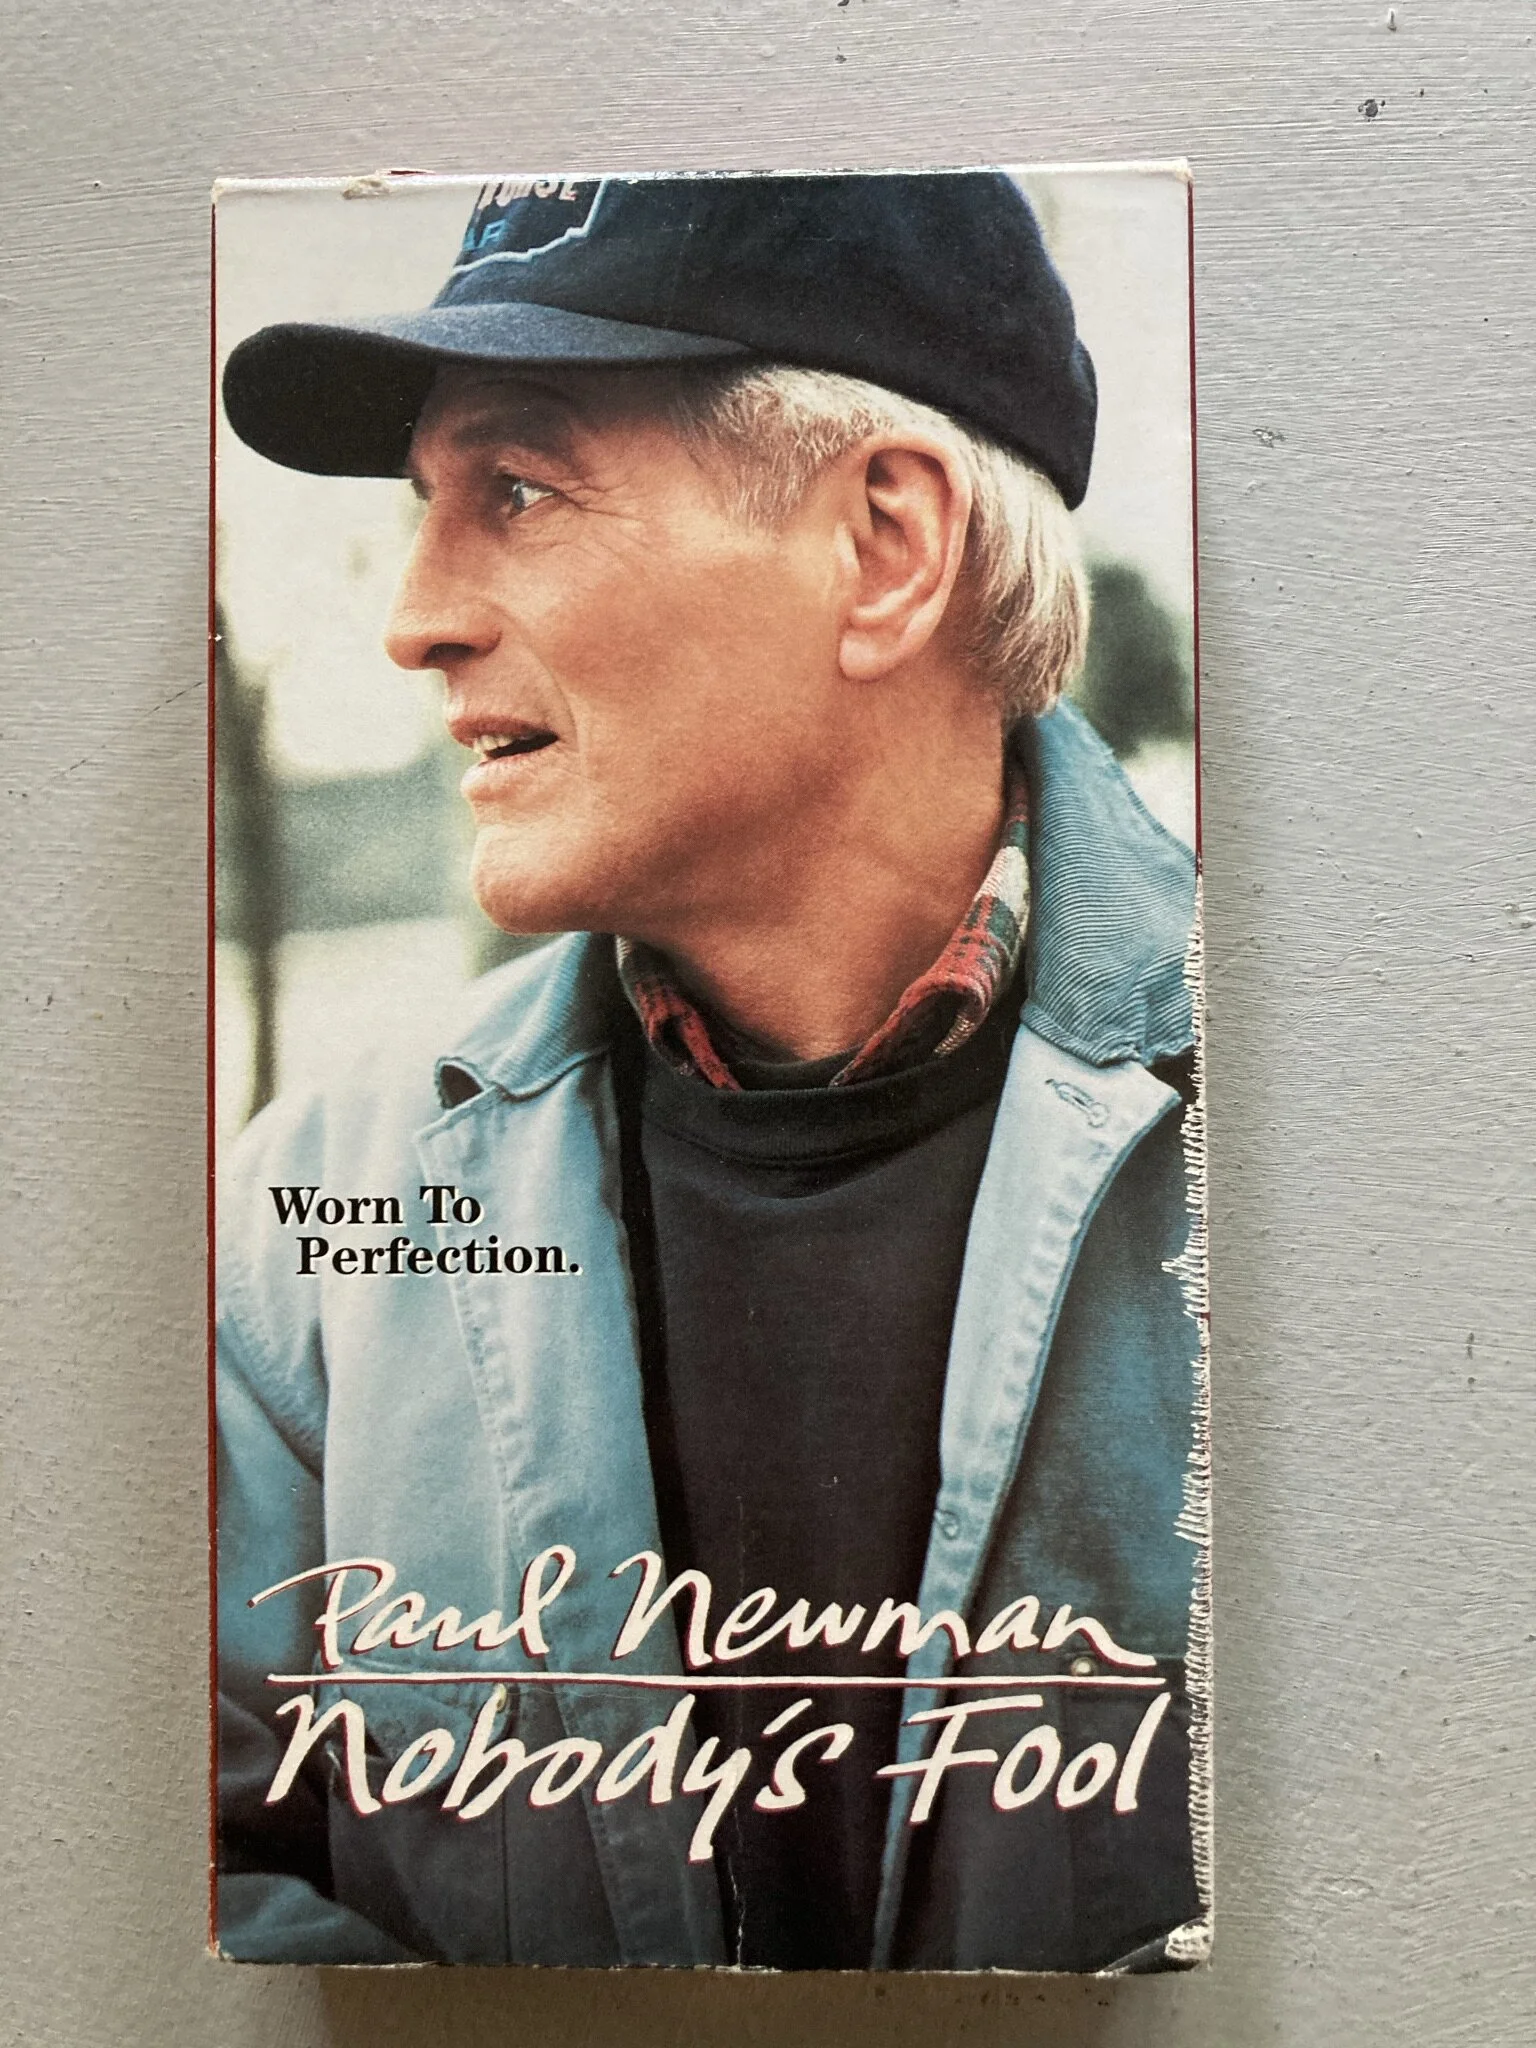 Worn To
Perfection.
Paul Newman
Nobody's Fool